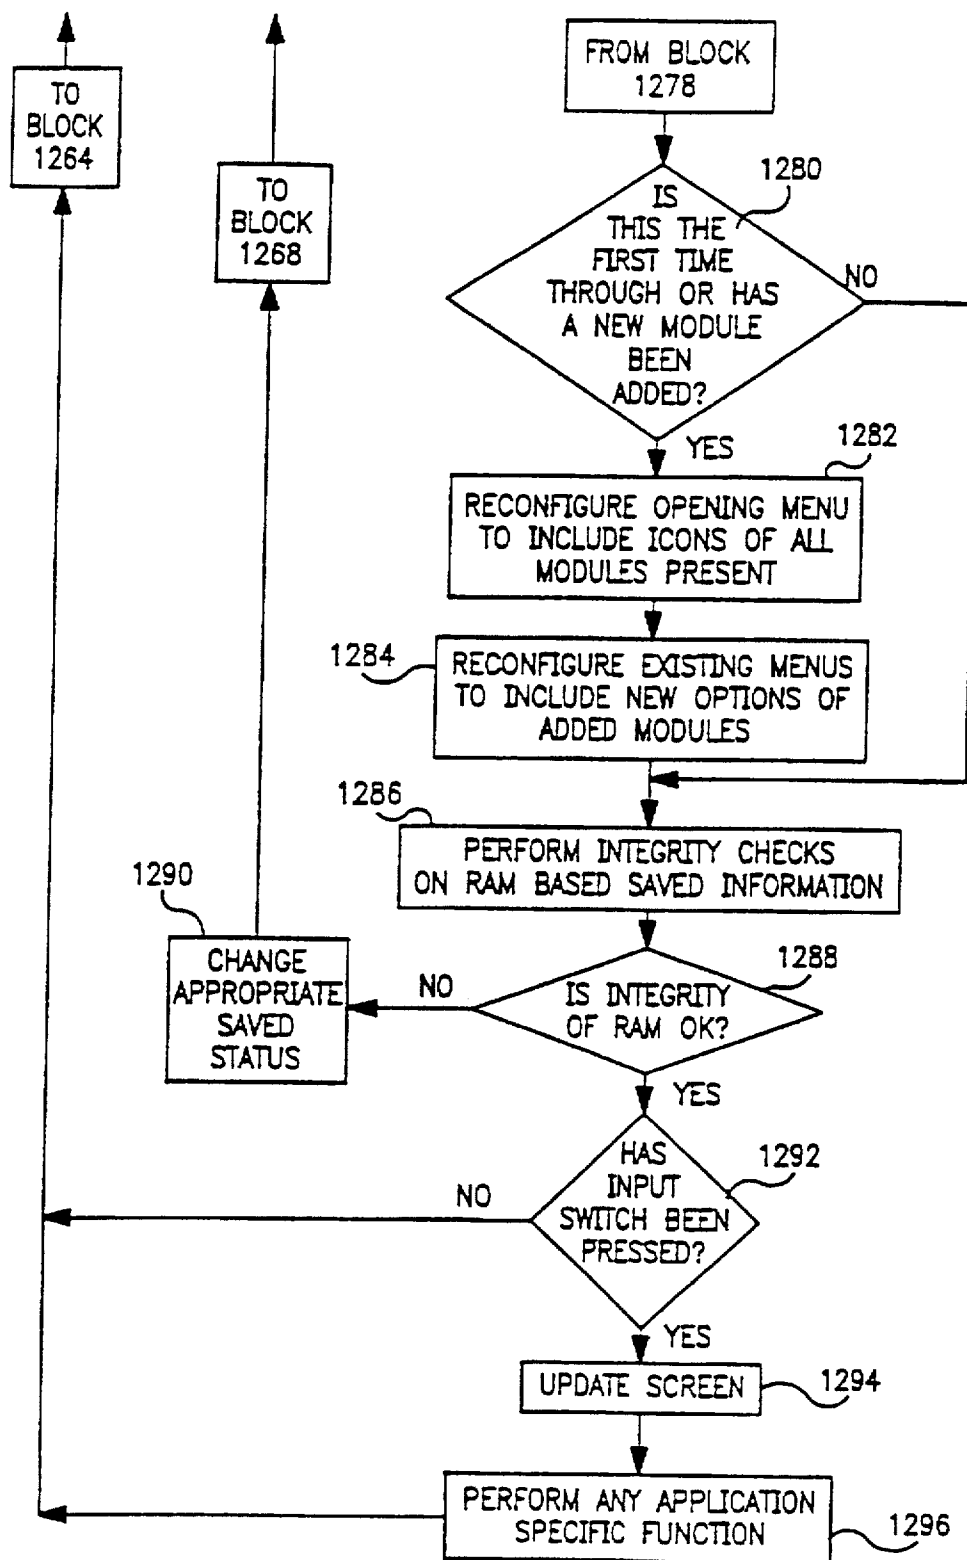 TO
BLOCK
1264
TO
BLOCK
1268
FROM BLOCK
1278
1280
IS
THIS THE
FIRST TIME
THROUGH OR HAS
A NEW MODULE
BEEN
ADDED?
NO
YES
1282
RECONFIGURE OPENING MENU
TO INCLUDE ICONS OF ALL
MODULES PRESENT
1284
RECONFIGURE EXISTING MENUS
TO INCLUDE NEW OPTIONS OF
ADDED MODULES
1286
PERFORM INTEGRITY CHECKS
ON RAM BASED SAVED INFORMATION
1290
CHANGE
APPROPRIATE
SAVED
STATUS
NO
1288
IS INTEGRITY
OF RAM OK?
YES
1292
HAS
INPUT
SWITCH BEEN
PRESSED?
NO
YES
UPDATE SCREEN
1294
PERFORM ANY APPLICATION
SPECIFIC FUNCTION
1296